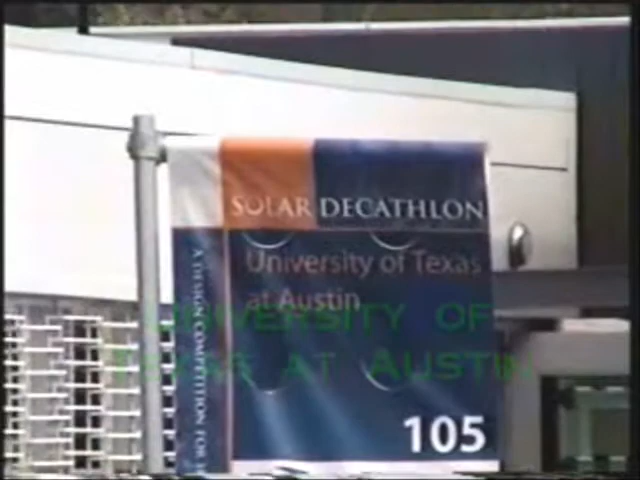 SOLAR DECATHLON
University of Texas
at Austin
UNIVERSITY OF
TEXAS AT AUSTIN
A DESIGN COMPETITION FOR
105